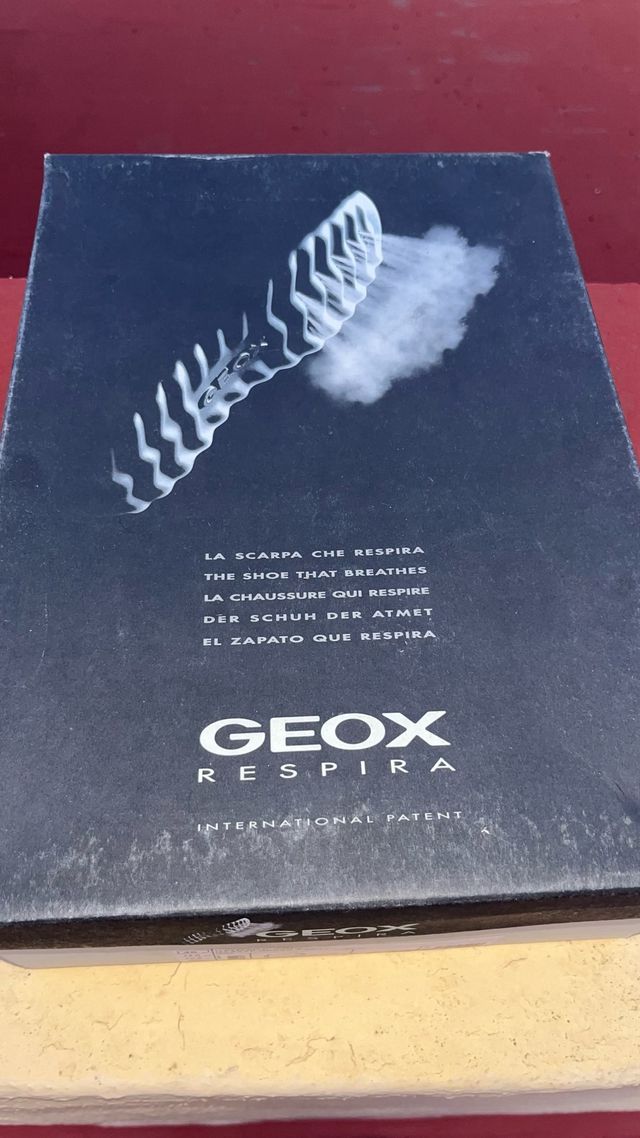 GEOX
LA SCARPA CHE RESPIRA
THE SHOE THAT BREATHES
LA CHAUSSURE QUI RESPIRE
DER SCHUH DER ATMET
EL ZAPATO QUE RESPIRA
GEOX
RESPIRA
INTERNATIONAL PATENT
GEOX
RESPIRA